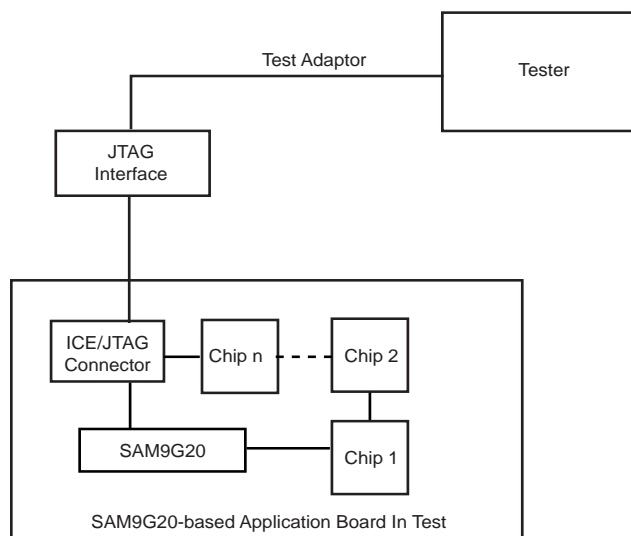 Test Adaptor
Tester
JTAG
Interface
ICE/JTAG
Connector
Chip n
Chip 2
SAM9G20
Chip 1
SAM9G20-based Application Board In Test